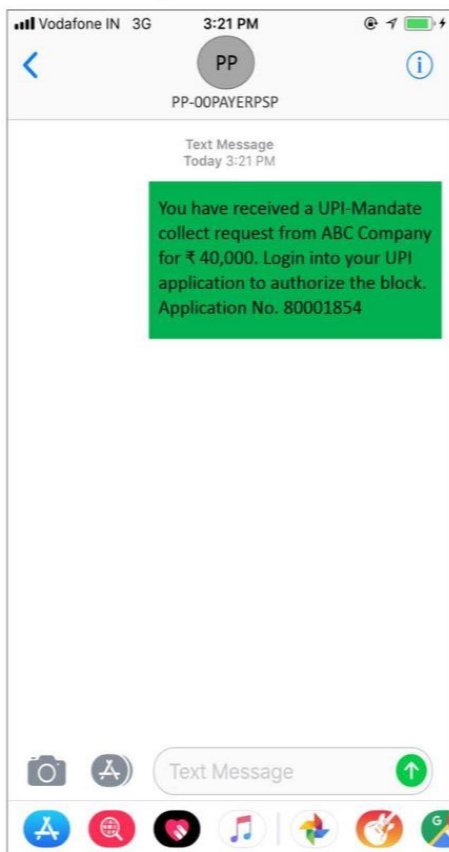 Vodafone IN 3G 3:21 PM
PP
PP-00PAYERPSP
Text Message
Today 3:21 PM
You have received a UPI-Mandate
collect request from ABC Company
for ₹ 40,000. Login into your UPI
application to authorize the block.
Application No. 80001854
Text Message